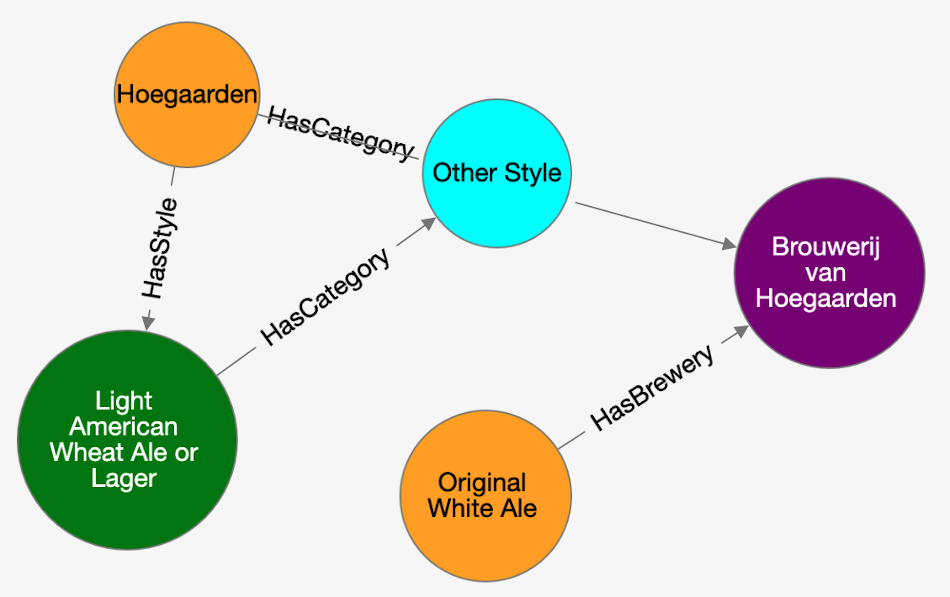 Hoegaarden
HasCategory
Other Style
HasStyle
HasCategory
Brouwerij
van
Hoegaarden
HasBrewery
Light
American
Wheat Ale or
Lager
Original
White Ale